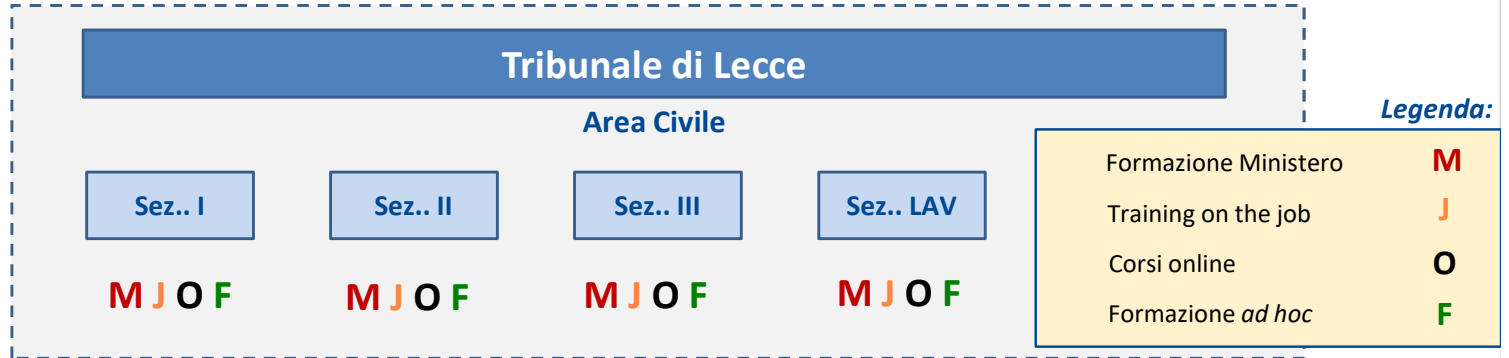 Tribunale di Lecce
Area Civile
Sez.. I
Sez.. II
Sez.. III
Sez.. LAV
M J O F
M J O F
M J O F
M J O F
Legenda:
Formazione Ministero M
Training on the job J
Corsi online O
Formazione ad hoc F